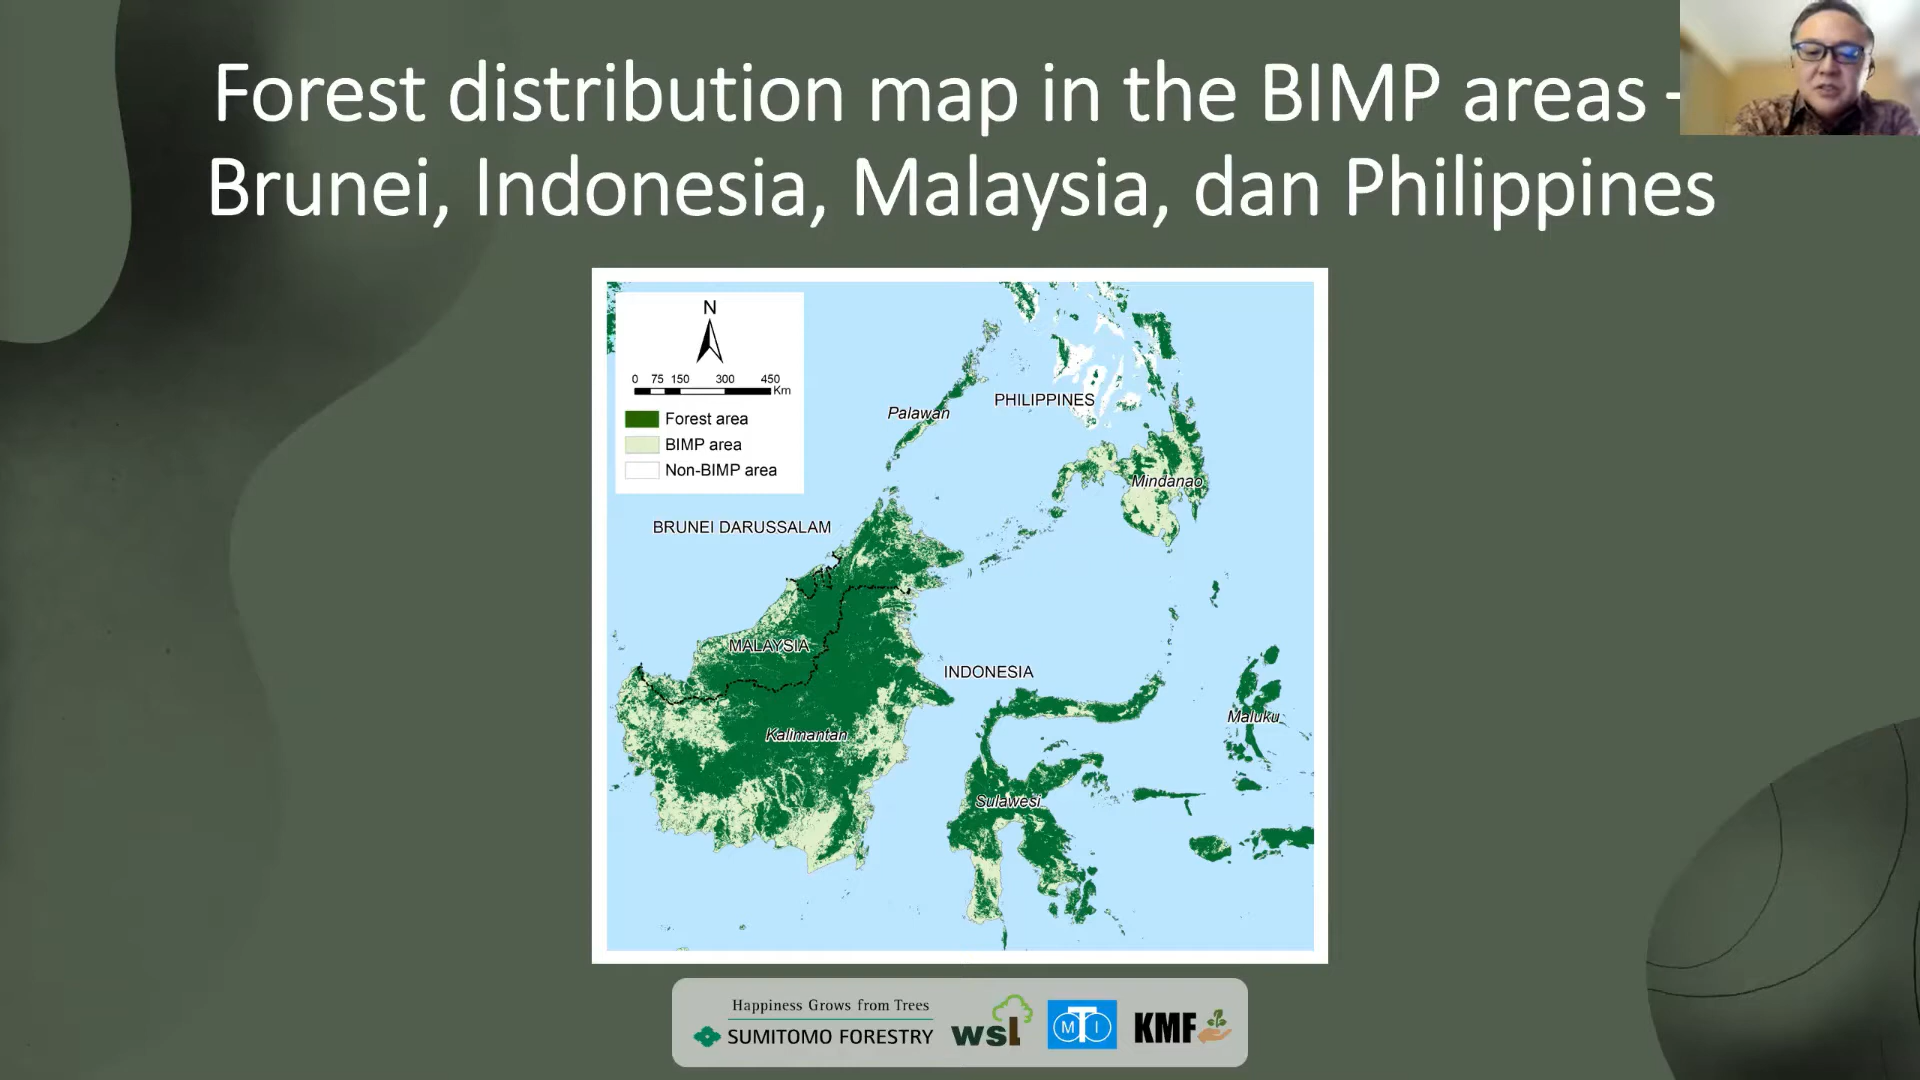 Forest distribution map in the BIMP areas -
Brunei, Indonesia, Malaysia, dan Philippines
N
0 75 150 300 450
Km
Forest area
BIMP area
Non-BIMP area
Palawan
PHILIPPINES
Mindanao
BRUNEI DARUSSALAM
MALAYSIA
INDONESIA
Kalimantan
Maluku
Sulawesi
Happiness Grows from Trees
SUMITOMO FORESTRY
wsl
MTI
KMF